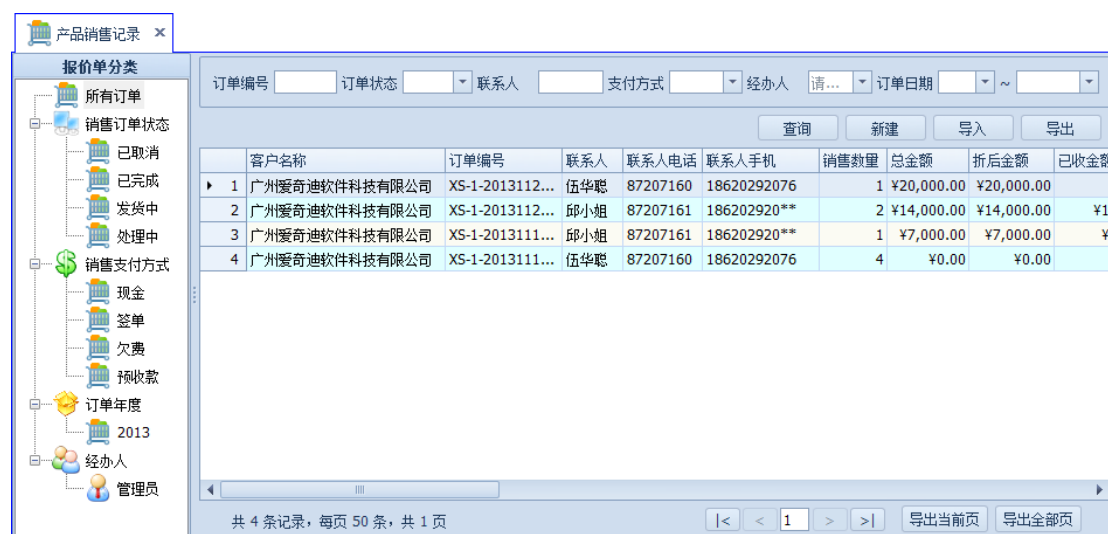 产品销售记录 ×
报价单分类
所有订单
销售订单状态
已取消
已完成
发货中
处理中
销售支付方式
现金
签单
欠费
预收款
订单年度
2013
经办人
管理员
订单编号 订单状态 联系人 支付方式 经办人 请... 订单日期 ~
查询 新建 导入 导出
客户名称 订单编号 联系人 联系人电话 联系人手机 销售数量 总金额 折后金额 已收金额
1 广州爱奇迪软件科技有限公司 XS-1-2013112... 伍华聪 87207160 18620292076 1 ¥20,000.00 ¥20,000.00
2 广州爱奇迪软件科技有限公司 XS-1-2013112... 邱小姐 87207161 186202920** 2 ¥14,000.00 ¥14,000.00 ¥1
3 广州爱奇迪软件科技有限公司 XS-1-2013111... 邱小姐 87207161 186202920** 1 ¥7,000.00 ¥7,000.00 ¥
4 广州爱奇迪软件科技有限公司 XS-1-2013111... 伍华聪 87207160 18620292076 4 ¥0.00 ¥0.00
共 4 条记录，每页 50 条，共 1 页 |< < 1 > >| 导出当前页 导出全部页